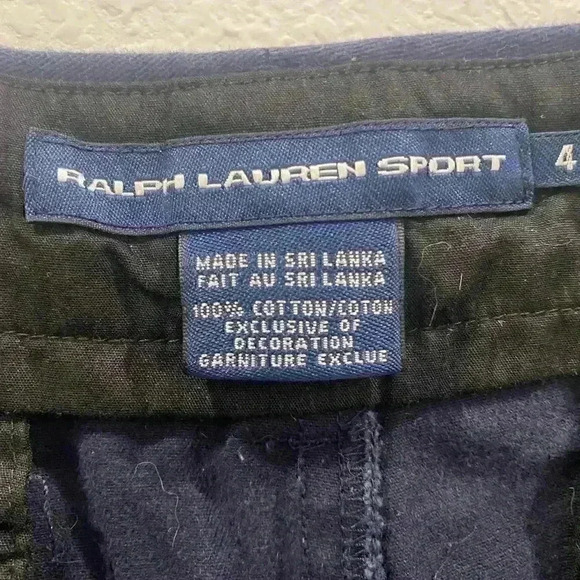 RALPH LAUREN SPORT
4
MADE IN SRI LANKA
FAIT AU SRI LANKA
100% COTTON/COTON
EXCLUSIVE OF
DECORATION
GARNITURE EXCLUE